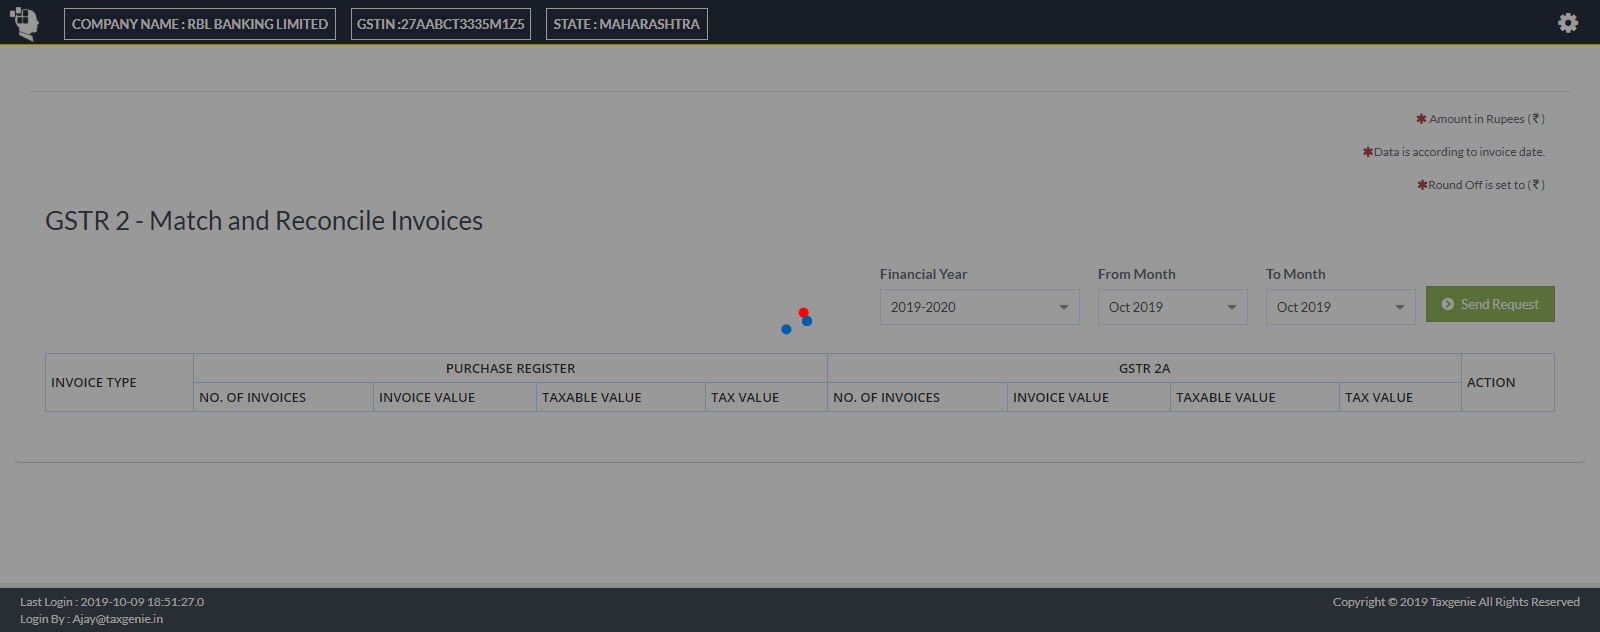 COMPANY NAME : RBL BANKING LIMITED GSTIN :27AABCT3335M1Z5 STATE : MAHARASHTRA
✱ Amount in Rupees (₹)
✱Data is according to invoice date.
✱Round Off is set to (₹)
GSTR 2 - Match and Reconcile Invoices
Financial Year From Month To Month
2019-2020 Oct 2019 Oct 2019 Send Request
INVOICE TYPE PURCHASE REGISTER GSTR 2A ACTION
NO. OF INVOICES INVOICE VALUE TAXABLE VALUE TAX VALUE NO. OF INVOICES INVOICE VALUE TAXABLE VALUE TAX VALUE
Last Login : 2019-10-09 18:51:27.0 Copyright © 2019 Taxgenie All Rights Reserved
Login By : Ajay@taxgenie.in